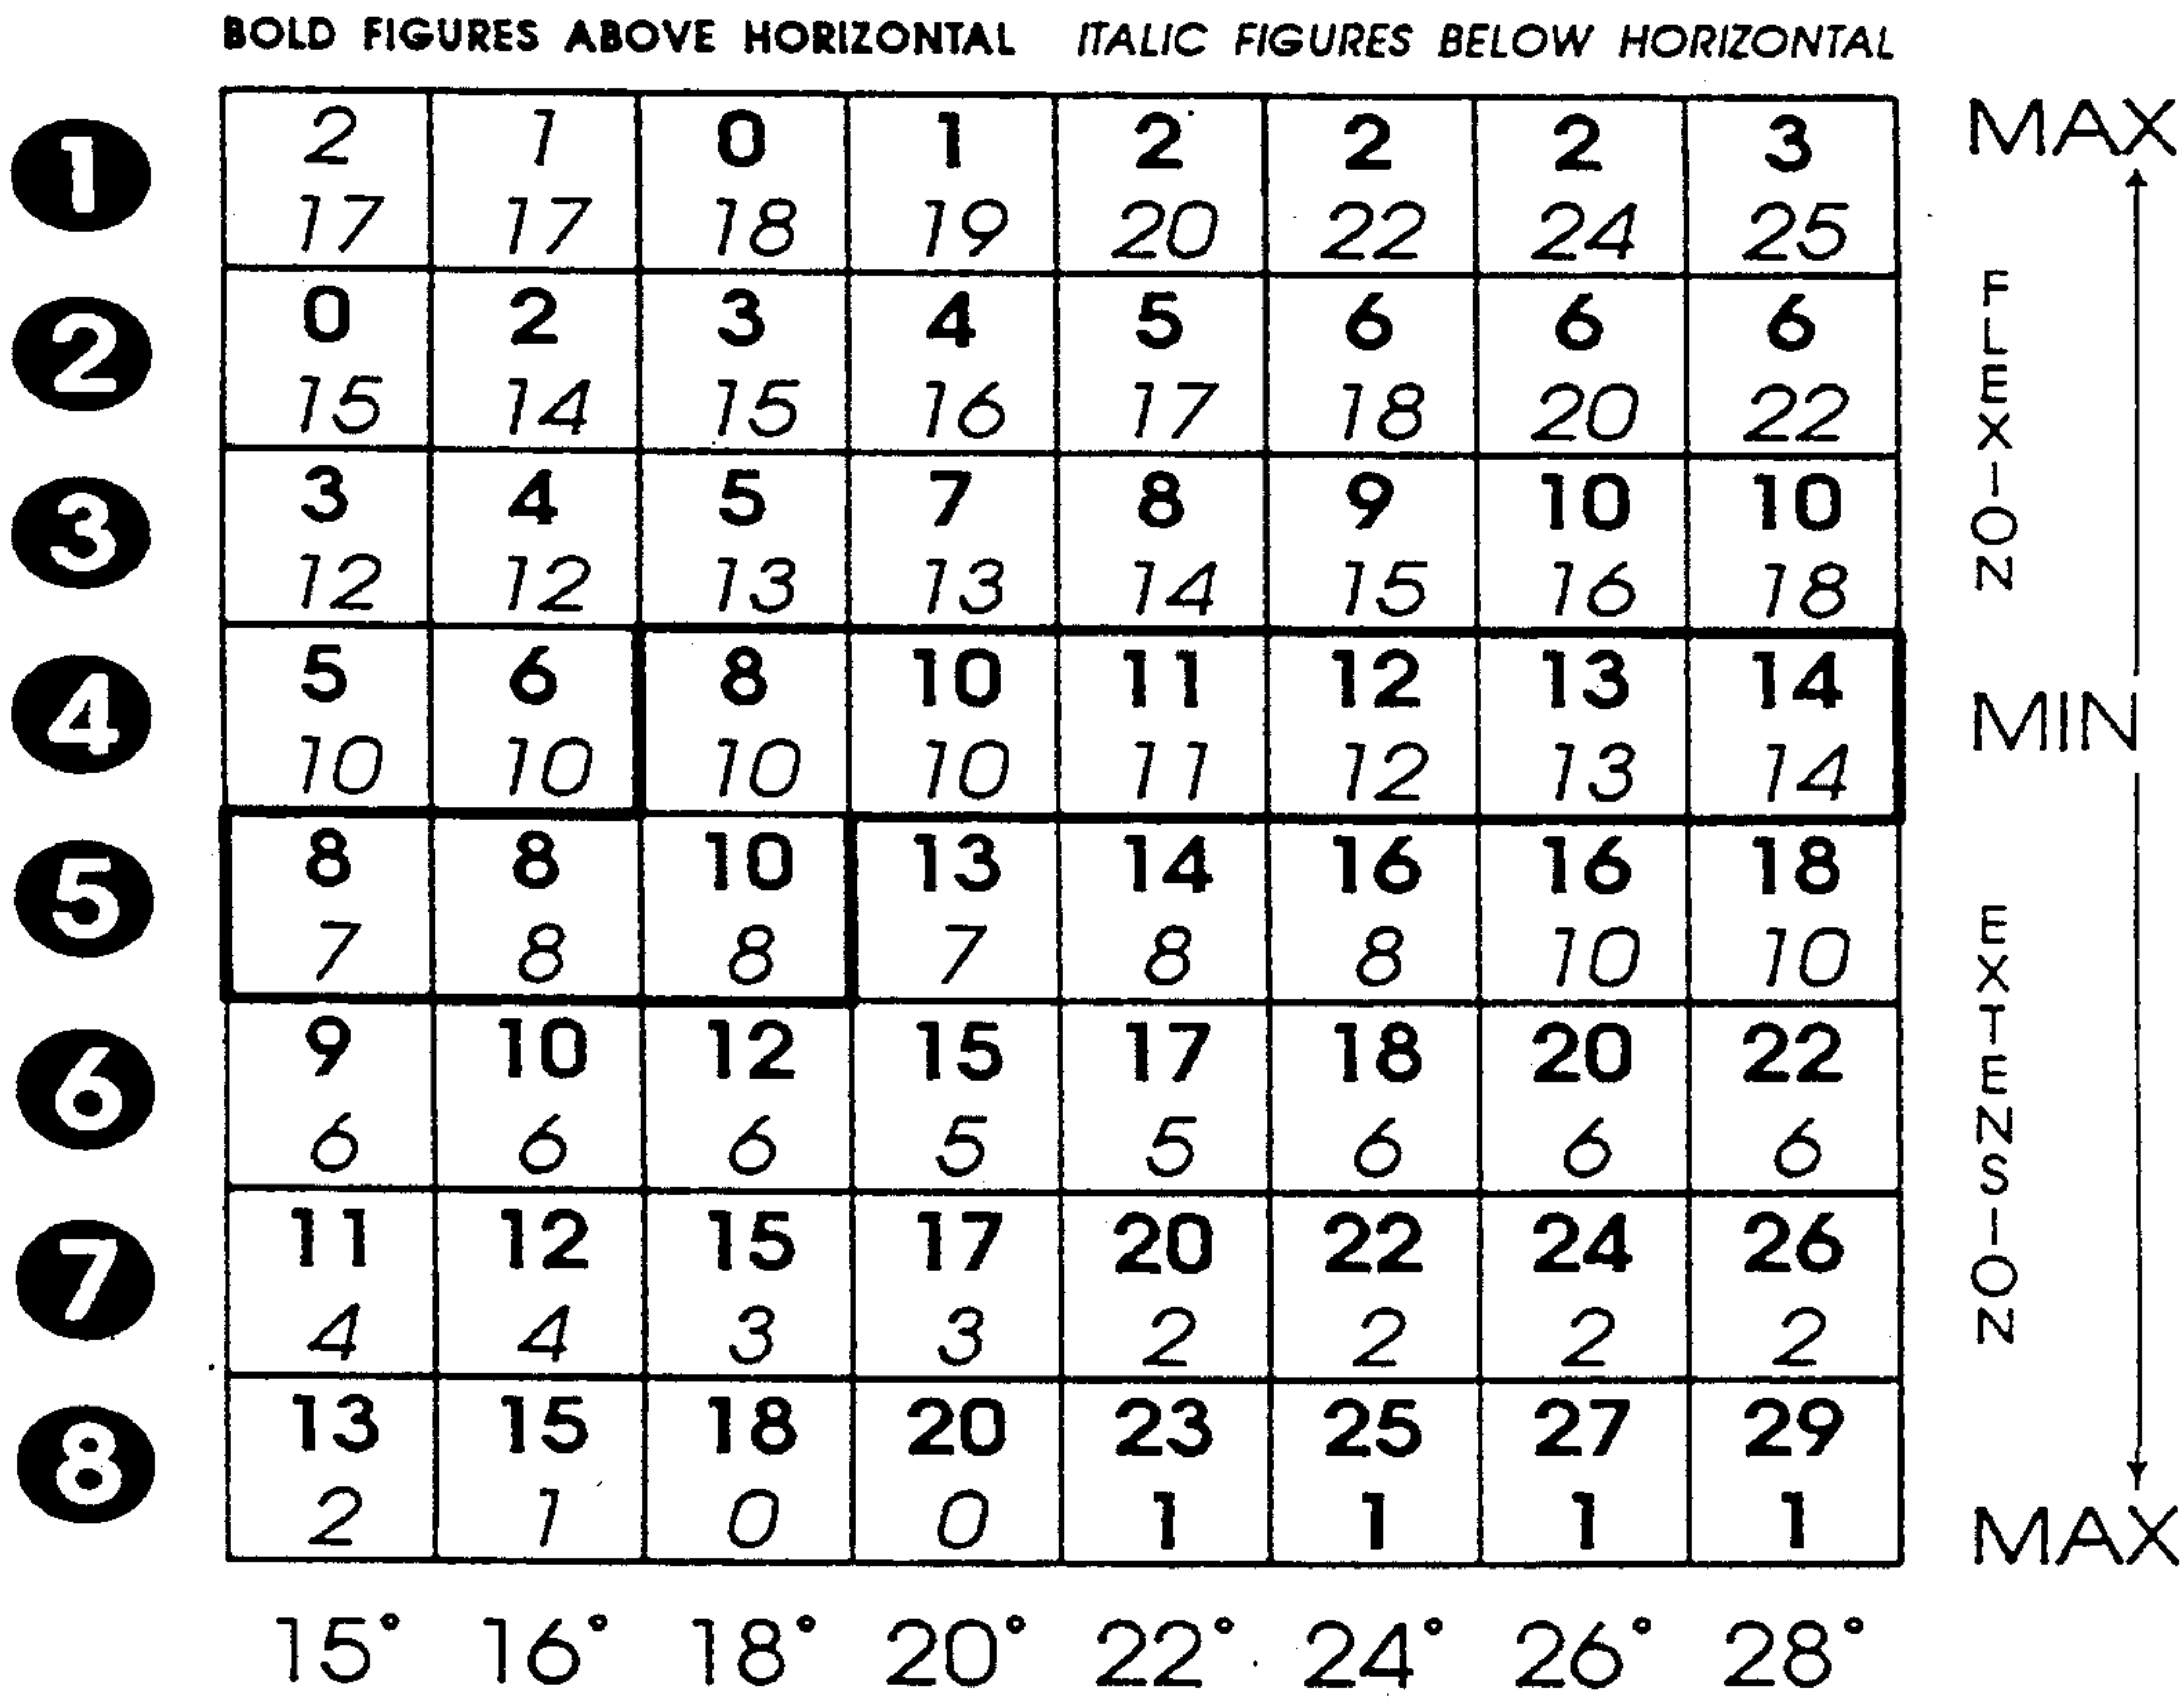 BOLD FIGURES ABOVE HORIZONTAL ITALIC FIGURES BELOW HORIZONTAL
1 2 1 0 1 2 2 2 3 MAX
17 17 18 19 20 22 24 25
2 0 2 3 4 5 6 6 6
15 14 15 16 17 18 20 22
3 3 4 5 7 8 9 10 10
12 12 13 13 14 15 16 18
FLEXION
4 5 6 8 10 11 12 13 14 MIN
10 10 10 10 11 12 13 14
5 8 8 10 13 14 16 16 18
7 8 8 7 8 8 10 10
6 9 10 12 15 17 18 20 22
6 6 6 5 5 6 6 6
7 11 12 15 17 20 22 24 26
4 4 3 3 2 2 2 2
EXTENSION
8 13 15 18 20 23 25 27 29
2 1 0 0 1 1 1 1 MAX
15° 16° 18° 20° 22° 24° 26° 28°